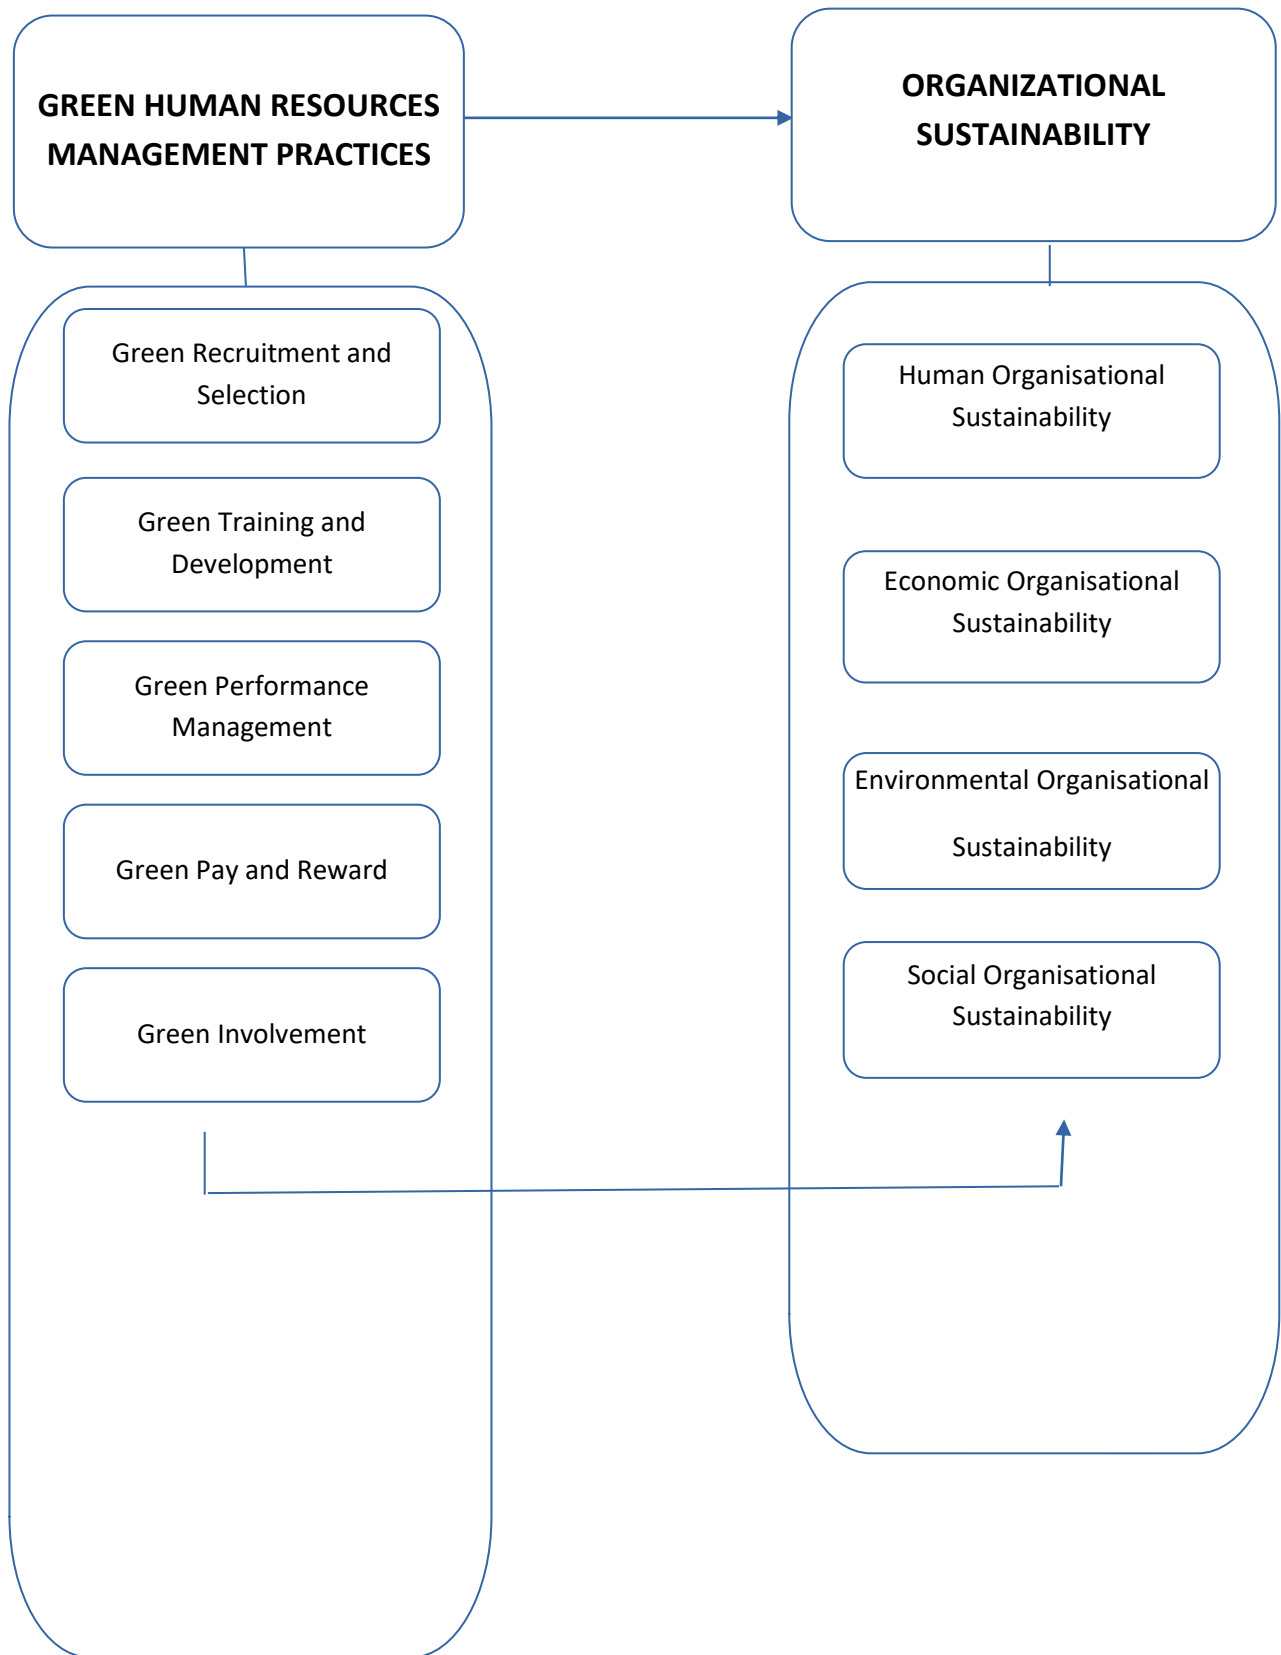 GREEN HUMAN RESOURCES
MANAGEMENT PRACTICES
ORGANIZATIONAL
SUSTAINABILITY
Green Recruitment and
Selection
Green Training and
Development
Green Performance
Management
Green Pay and Reward
Green Involvement
Human Organisational
Sustainability
Economic Organisational
Sustainability
Environmental Organisational
Sustainability
Social Organisational
Sustainability